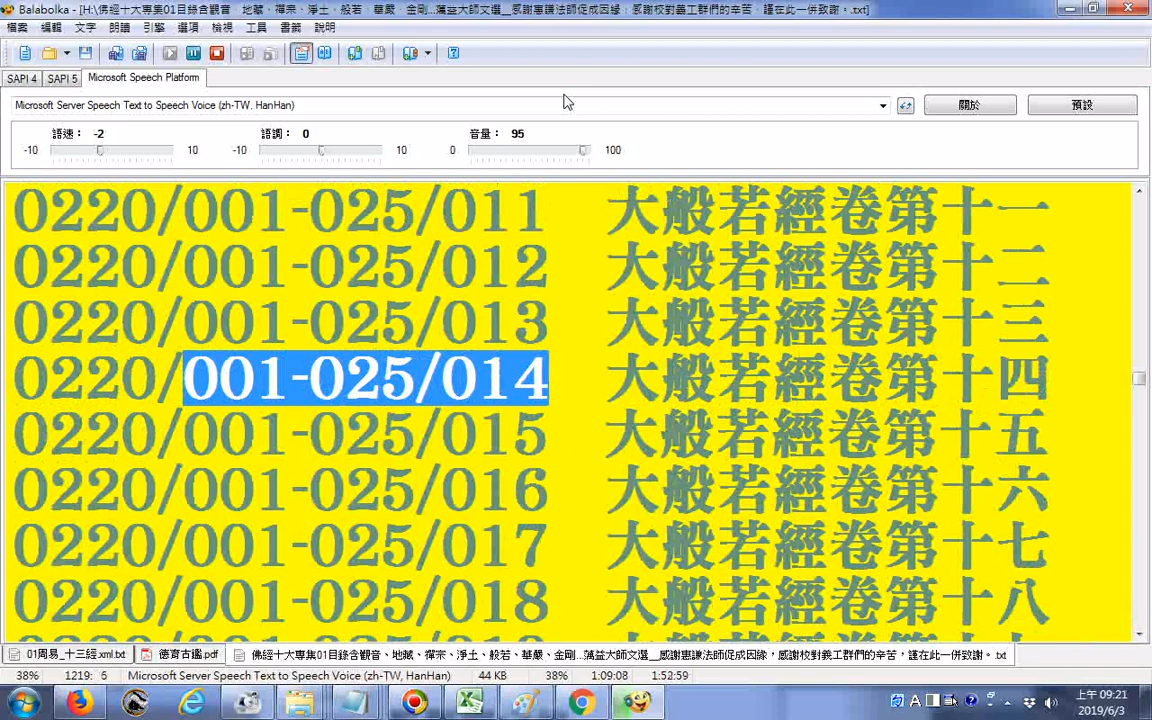 Balabolka - [H:\佛經十大專集01目錄含觀音、地藏、禪宗、淨土、般若、華嚴、金剛...蕅益大師文選__感謝惠謙法師促成因緣，感謝校對義工群們的辛苦，謹在此一併致謝。.txt]
檔案 編輯 文字 朗讀 引擎 選項 檢視 工具 書籤 說明
SAPI 4 SAPI 5 Microsoft Speech Platform
Microsoft Server Speech Text to Speech Voice (zh-TW, HanHan) 關於 預設
語速： -2 語調： 0 音量： 95
-10 10 -10 10 0 100
0220/001-025/011 大般若經卷第十一
0220/001-025/012 大般若經卷第十二
0220/001-025/013 大般若經卷第十三
0220/001-025/014 大般若經卷第十四
0220/001-025/015 大般若經卷第十五
0220/001-025/016 大般若經卷第十六
0220/001-025/017 大般若經卷第十七
0220/001-025/018 大般若經卷第十八
01周易_十三經.xml.txt 德育古鑑.pdf 佛經十大專集01目錄含觀音、地藏、禪宗、淨土、般若、華嚴、金剛...蕅益大師文選__感謝惠謙法師促成因緣，感謝校對義工群們的辛苦，謹在此一併致謝。.txt
38% 1219: 6 Microsoft Server Speech Text to Speech Voice (zh-TW, HanHan) 44 KB 38% 1:09:08 1:52:59
上午 09:21
2019/6/3